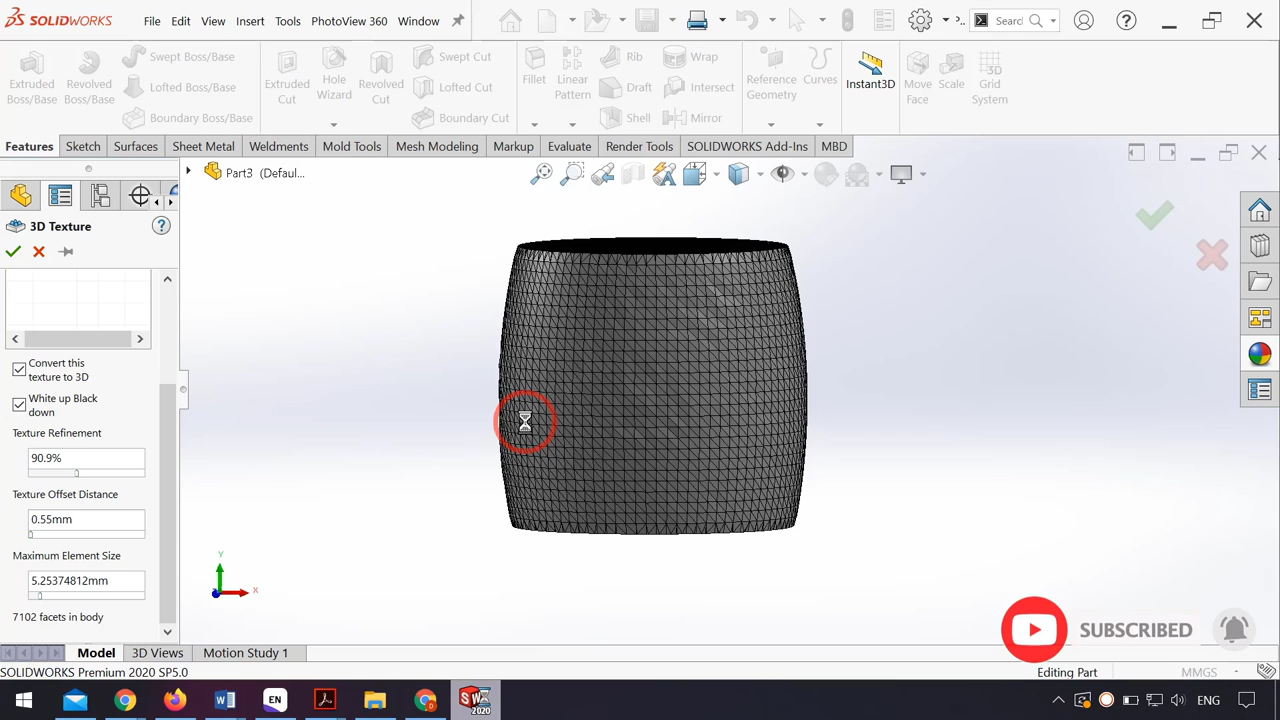 SOLIDWORKS File Edit View Insert Tools PhotoView 360 Window Searc
Extruded Boss/Base
Revolved Boss/Base
Swept Boss/Base
Lofted Boss/Base
Boundary Boss/Base
Extruded Cut
Hole Wizard
Revolved Cut
Swept Cut
Lofted Cut
Boundary Cut
Fillet
Linear Pattern
Rib
Draft
Shell
Wrap
Intersect
Mirror
Reference Geometry
Curves
Instant3D
Move Face
Scale
3D Grid System
Features Sketch Surfaces Sheet Metal Weldments Mold Tools Mesh Modeling Markup Evaluate Render Tools SOLIDWORKS Add-Ins MBD
Part3 (Defaul...
3D Texture
Convert this
texture to 3D
White up Black
down
Texture Refinement
90.9%
Texture Offset Distance
0.55mm
Maximum Element Size
5.25374812mm
7102 facets in body
Y
X
SUBSCRIBED
Model 3D Views Motion Study 1
SOLIDWORKS Premium 2020 SP5.0 Editing Part MMGS
EN
W
SW 2020
ENG